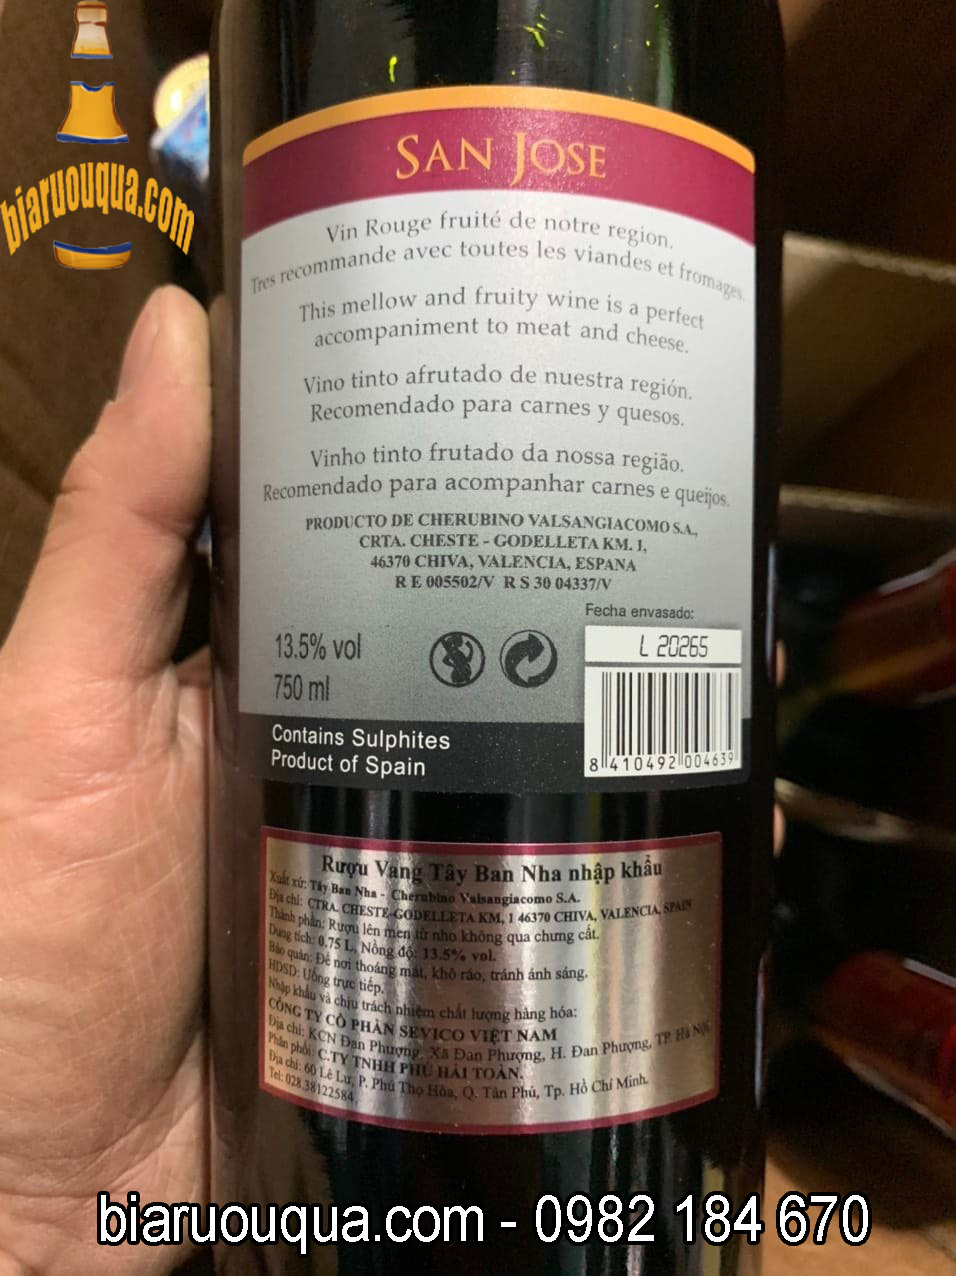 biaruouqua.com
SAN JOSE
Vin Rouge fruité de notre region.
Tres recommande avec toutes les viandes et fromages.
This mellow and fruity wine is a perfect
accompaniment to meat and cheese.
Vino tinto afrutado de nuestra región.
Recomendado para carnes y quesos.
Vinho tinto frutado da nossa região.
Recomendado para acompanhar carnes e queijos.
PRODUCTO DE CHERUBINO VALSANGIACOMO S.A.,
CRTA. CHESTE - GODELLETA KM. 1,
46370 CHIVA, VALENCIA, ESPANA
R E 005502/V R S 30 04337/V
Fecha envasado:
L 20265
13.5% vol
750 ml
8 410492 004639
Contains Sulphites
Product of Spain
Rượu Vang Tây Ban Nha nhập khẩu
Xuất xứ: Tây Ban Nha - Cherubino Valsangiacomo S.A.
Địa chỉ: CTRA. CHESTE-GODELLETA KM, 1 46370 CHIVA, VALENCIA, SPAIN
Thành phần: Rượu lên men từ nho không qua chưng cất.
Dung tích: 0,75 L, Nồng độ: 13.5% vol.
Bảo quản: Để nơi thoáng mát, khô ráo, tránh ánh sáng.
HDSD: Uống trực tiếp.
Nhập khẩu và chịu trách nhiệm chất lượng hàng hóa:
CÔNG TY CỔ PHẦN SEVICO VIỆT NAM
Địa chỉ: KCN Đan Phượng, Xã Đan Phượng, H. Đan Phượng, TP. Hà Nội
Phân phối: C.TY TNHH PHÚ HẢI TOÀN.
Địa chỉ: 60 Lê Lư, P. Phú Thọ Hòa, Q. Tân Phú, Tp. Hồ Chí Minh.
Tel: 028.38122584.
biaruouqua.com - 0982 184 670